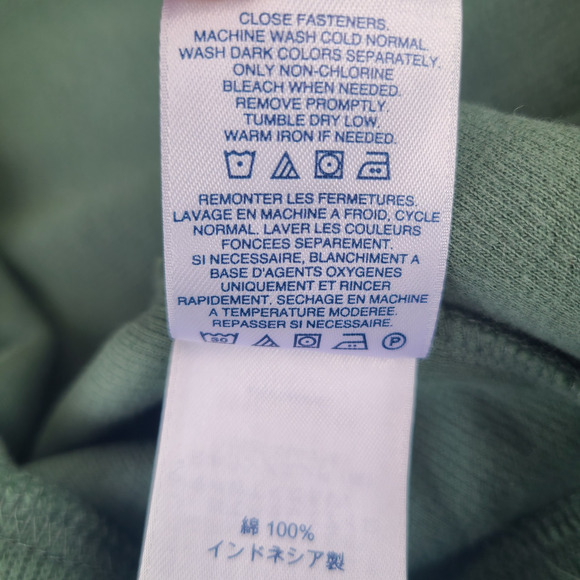 CLOSE FASTENERS.
MACHINE WASH COLD NORMAL.
WASH DARK COLORS SEPARATELY.
ONLY NON-CHLORINE
BLEACH WHEN NEEDED.
REMOVE PROMPTLY.
TUMBLE DRY LOW.
WARM IRON IF NEEDED.
REMONTER LES FERMETURES.
LAVAGE EN MACHINE A FROID, CYCLE
NORMAL. LAVER LES COULEURS
FONCEES SEPAREMENT.
SI NECESSAIRE, BLANCHIMENT A
BASE D'AGENTS OXYGENES
UNIQUEMENT ET RINCER
RAPIDEMENT. SECHAGE EN MACHINE
A TEMPERATURE MODEREE.
REPASSER SI NECESSAIRE.
30 P
綿 100%
インドネシア製